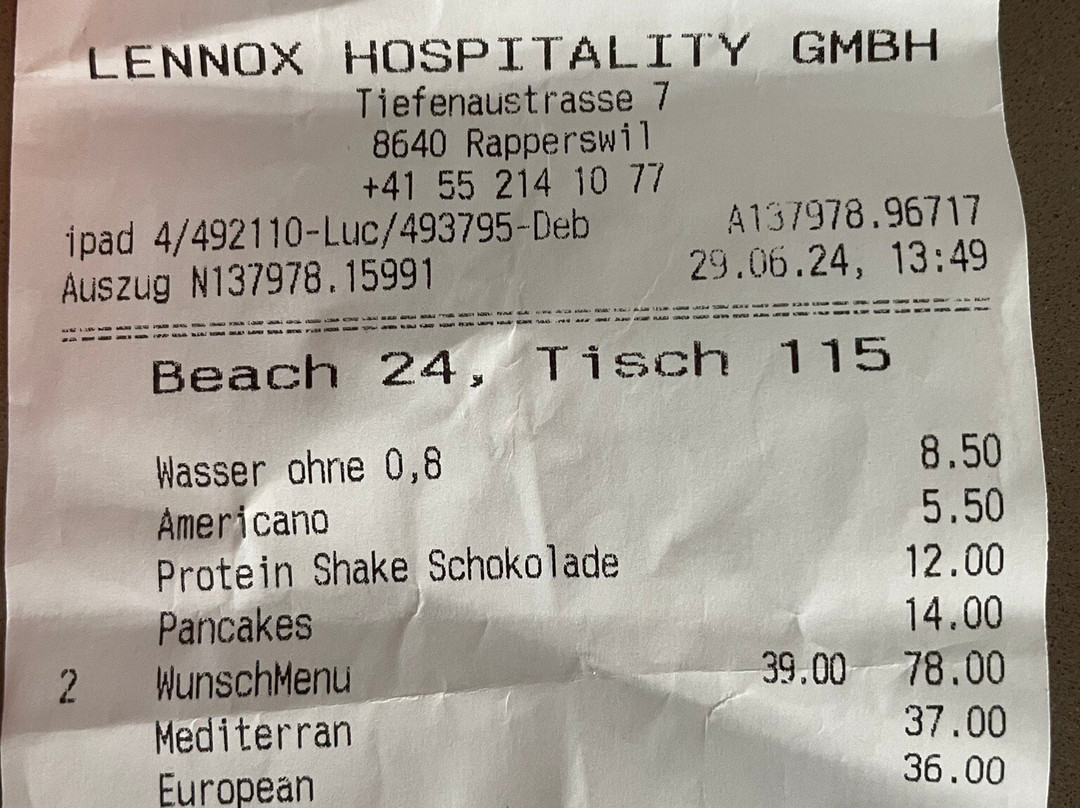 LENNOX HOSPITALITY GMBH
Tiefenaustrasse 7
8640 Rapperswil
+41 55 214 10 77
ipad 4/492110-Luc/493795-Deb A137978.96717
Auszug N137978.15991 29.06.24, 13:49
Beach 24, Tisch 115
Wasser ohne 0,8 8.50
Americano 5.50
Protein Shake Schokolade 12.00
Pancakes 14.00
2 WunschMenu 39.00 78.00
Mediterran 37.00
European 36.00